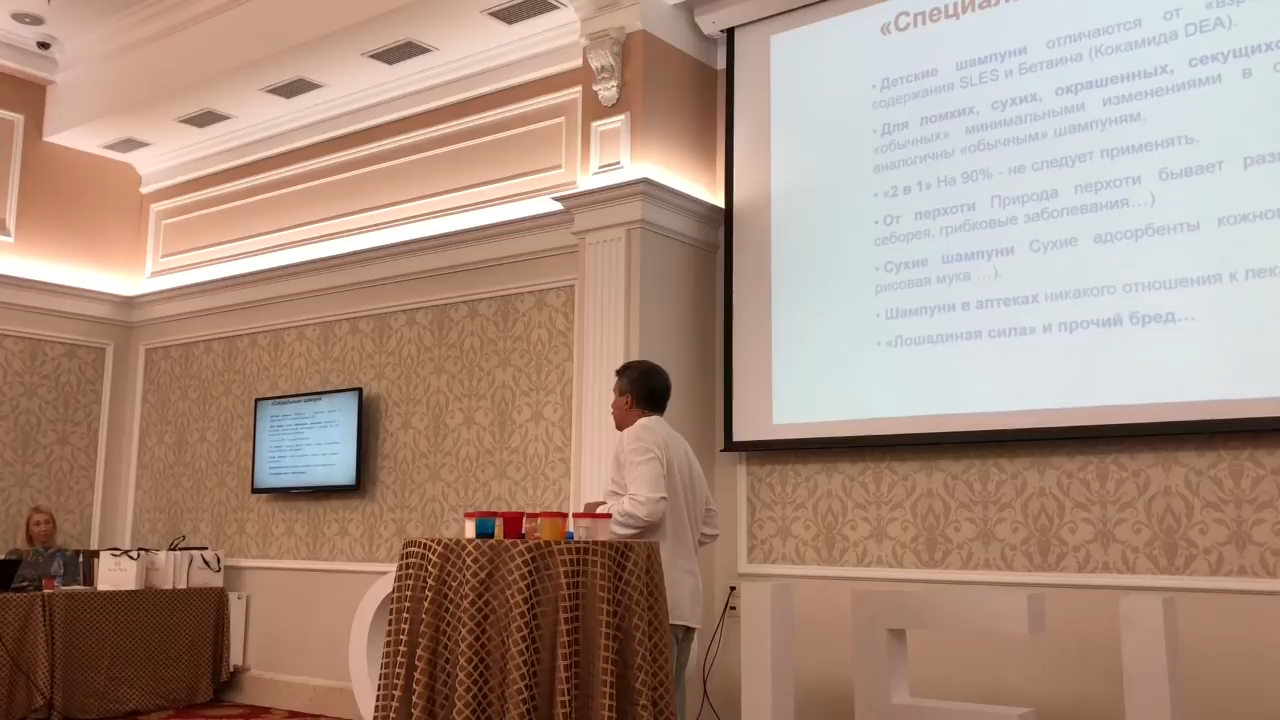 «Специал
• Детские шампуни отличаются от «взр
содержания SLES и Бетаина (Кокамида DEA).
• Для ломких, сухих, окрашенных, секущихс
«обычных» минимальными изменениями в с
аналогичны «обычным» шампуням.
• «2 в 1» На 90% - не следует применять.
• От перхоти Природа перхоти бывает раз
себорея, грибковые заболевания…)
• Сухие шампуни Сухие адсорбенты кожног
рисовая мука …).
• Шампуни в аптеках никакого отношения к лек
• «Лошадиная сила» и прочий бред…